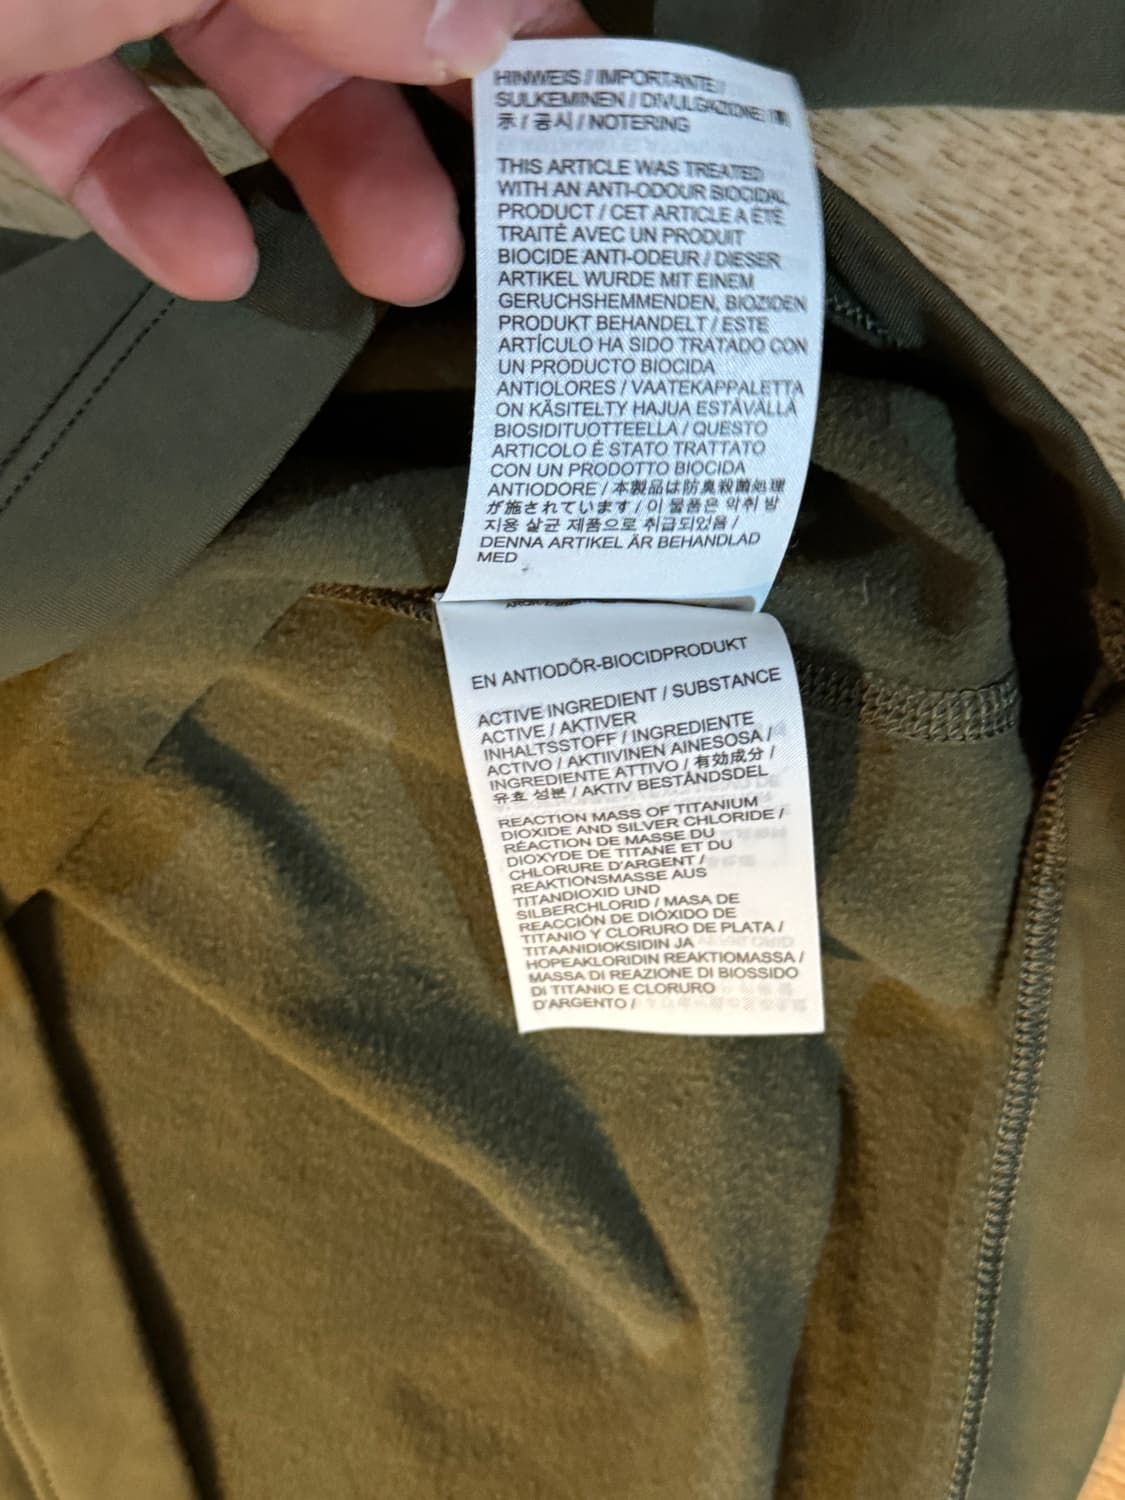 HINWEIS / IMPORTANTE /
SULKEMINEN / DIVULGAZIONE /
示 / 공시 / NOTERING
THIS ARTICLE WAS TREATED
WITH AN ANTI-ODOUR BIOCIDAL
PRODUCT / CET ARTICLE A ÉTÉ
TRAITÉ AVEC UN PRODUIT
BIOCIDE ANTI-ODEUR / DIESER
ARTIKEL WURDE MIT EINEM
GERUCHSHEMMENDEN, BIOZIDEN
PRODUKT BEHANDELT / ESTE
ARTÍCULO HA SIDO TRATADO CON
UN PRODUCTO BIOCIDA
ANTIOLORES / VAATEKAPPALETTA
ON KÄSITELTY HAJUA ESTÄVÄLLÄ
BIOSIDITUOTTEELLA / QUESTO
ARTICOLO È STATO TRATTATO
CON UN PRODOTTO BIOCIDA
ANTIODORE / 本製品は防臭殺菌処理
が施されています / 이 물품은 악취 방
지용 살균 제품으로 취급되었음 /
DENNA ARTIKEL ÄR BEHANDLAD
MED
EN ANTIODÖR-BIOCIDPRODUKT
ACTIVE INGREDIENT / SUBSTANCE
ACTIVE / AKTIVER
INHALTSSTOFF / INGREDIENTE
ACTIVO / AKTIIVINEN AINESOSA /
INGREDIENTE ATTIVO / 有効成分 /
유효 성분 / AKTIV BESTÅNDSDEL
REACTION MASS OF TITANIUM
DIOXIDE AND SILVER CHLORIDE /
RÉACTION DE MASSE DU
DIOXYDE DE TITANE ET DU
CHLORURE D'ARGENT /
REAKTIONSMASSE AUS
TITANDIOXID UND
SILBERCHLORID / MASA DE
REACCIÓN DE DIÓXIDO DE
TITANIO Y CLORURO DE PLATA /
TITAANIDIOKSIDIN JA
HOPEAKLORIDIN REAKTIOMASSA /
MASSA DI REAZIONE DI BIOSSIDO
DI TITANIO E CLORURO
D'ARGENTO /